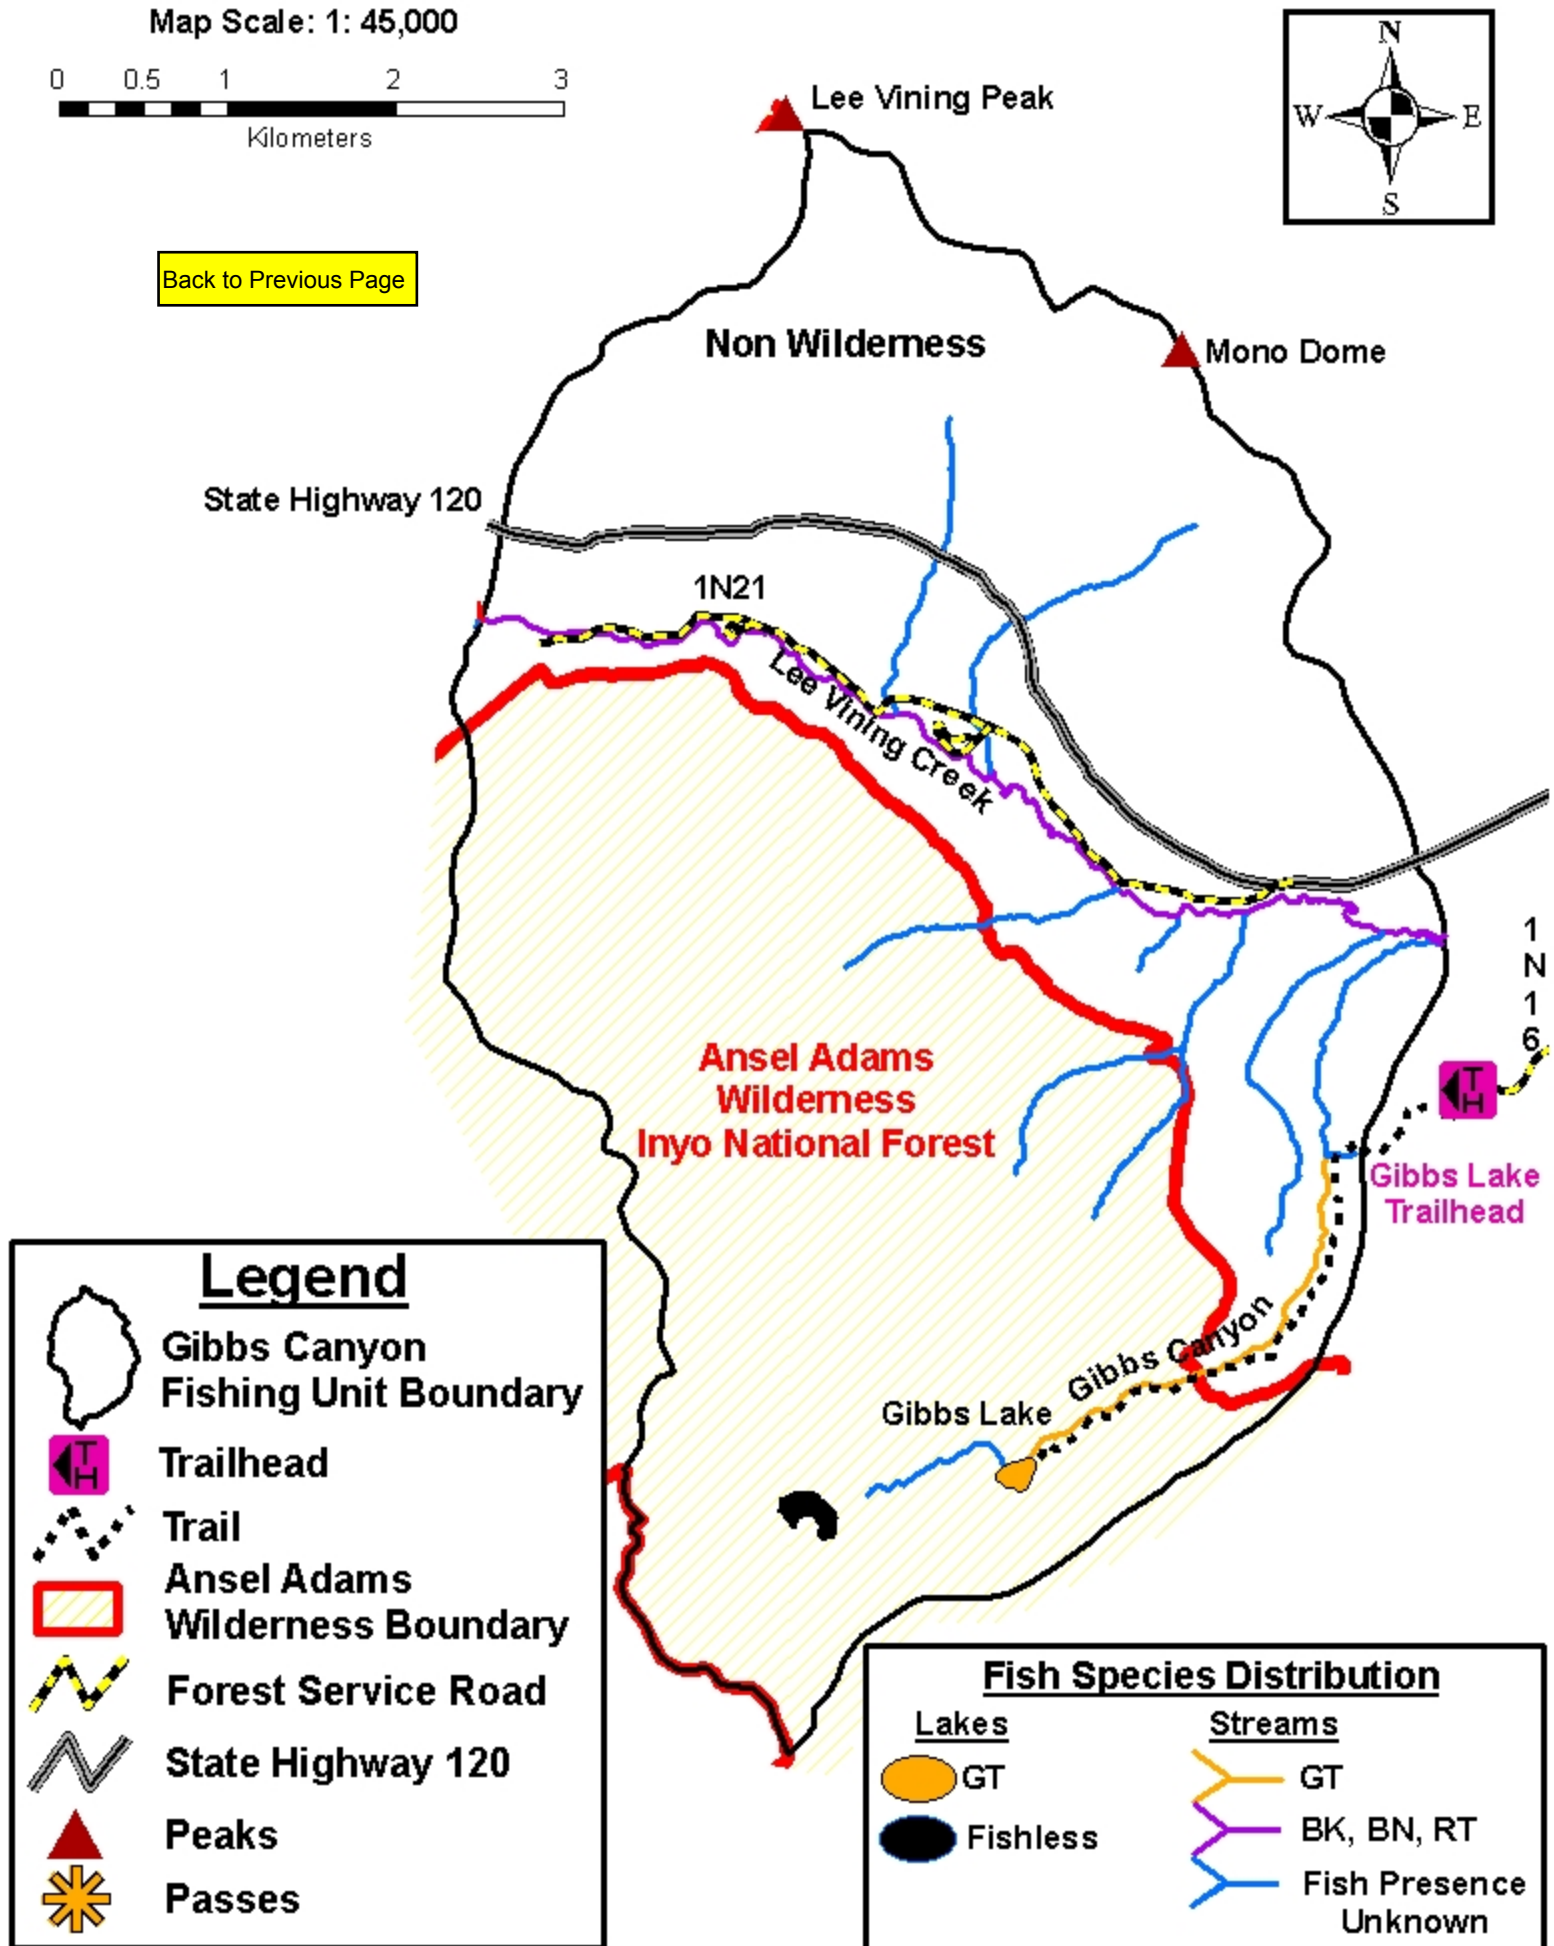 Map Scale: 1: 45,000
0 0.5 1 2 3
Kilometers
N
W E
S
Lee Vining Peak
Back to Previous Page
Non Wilderness
Mono Dome
State Highway 120
1N21
Lee Vining Creek
1
N
1
6
Ansel Adams
Wilderness
Inyo National Forest
TH
Gibbs Lake
Trailhead
Gibbs Canyon
Gibbs Lake
Legend
Gibbs Canyon
Fishing Unit Boundary
TH
Trailhead
Trail
Ansel Adams
Wilderness Boundary
Forest Service Road
State Highway 120
Peaks
Passes
Fish Species Distribution
Lakes Streams
GT GT
Fishless BK, BN, RT
Fish Presence
Unknown